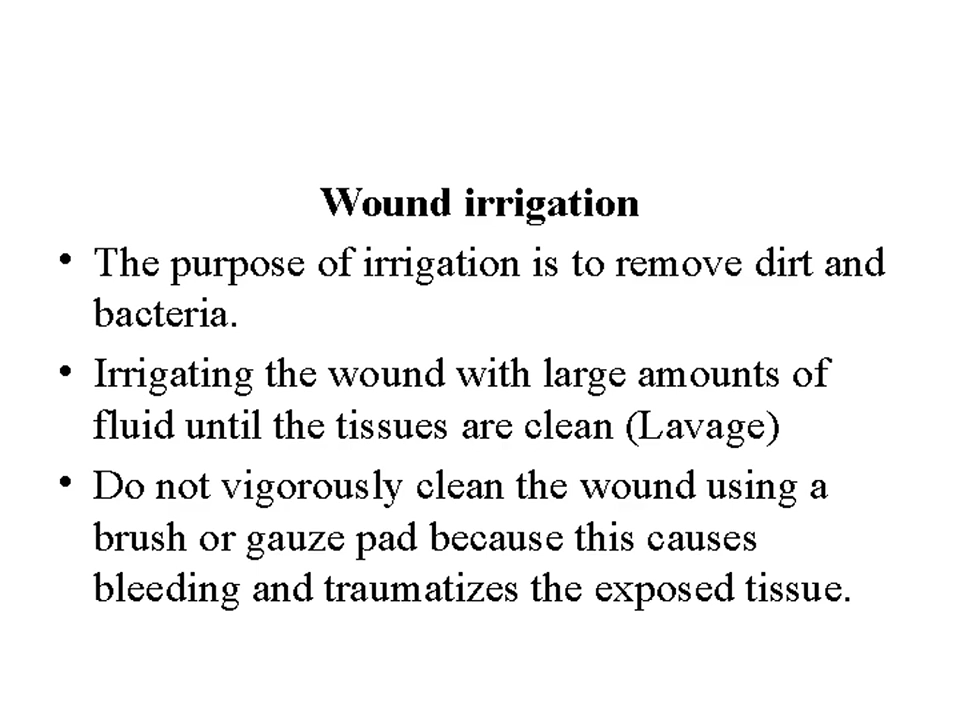 Wound irrigation
• The purpose of irrigation is to remove dirt and
bacteria.
• Irrigating the wound with large amounts of
fluid until the tissues are clean (Lavage)
• Do not vigorously clean the wound using a
brush or gauze pad because this causes
bleeding and traumatizes the exposed tissue.